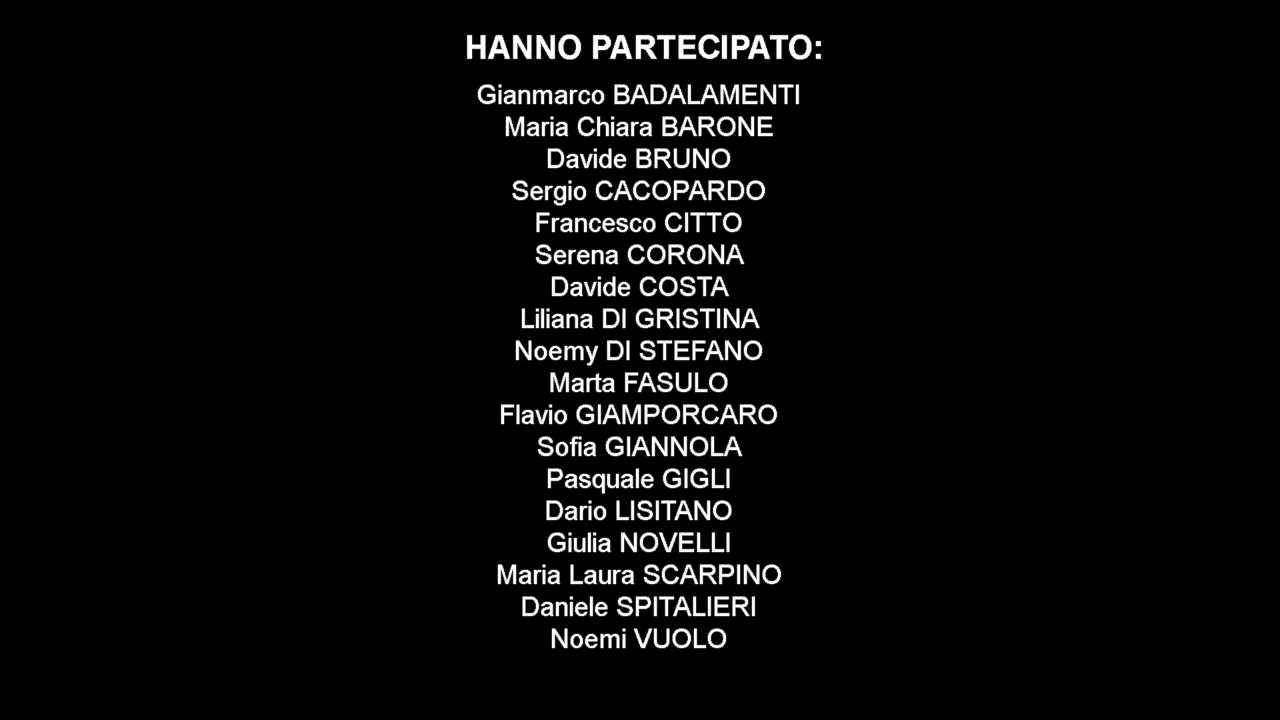 HANNO PARTECIPATO:
Gianmarco BADALAMENTI
Maria Chiara BARONE
Davide BRUNO
Sergio CACOPARDO
Francesco CITTO
Serena CORONA
Davide COSTA
Liliana DI GRISTINA
Noemy DI STEFANO
Marta FASULO
Flavio GIAMPORCARO
Sofia GIANNOLA
Pasquale GIGLI
Dario LISITANO
Giulia NOVELLI
Maria Laura SCARPINO
Daniele SPITALIERI
Noemi VUOLO